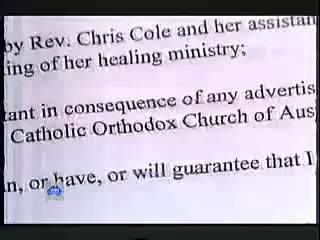 by Rev. Chris Cole and her assistan
ing of her healing ministry;
tant in consequence of any advertis
Catholic Orthodox Church of Aus
n, or have, or will guarantee that I